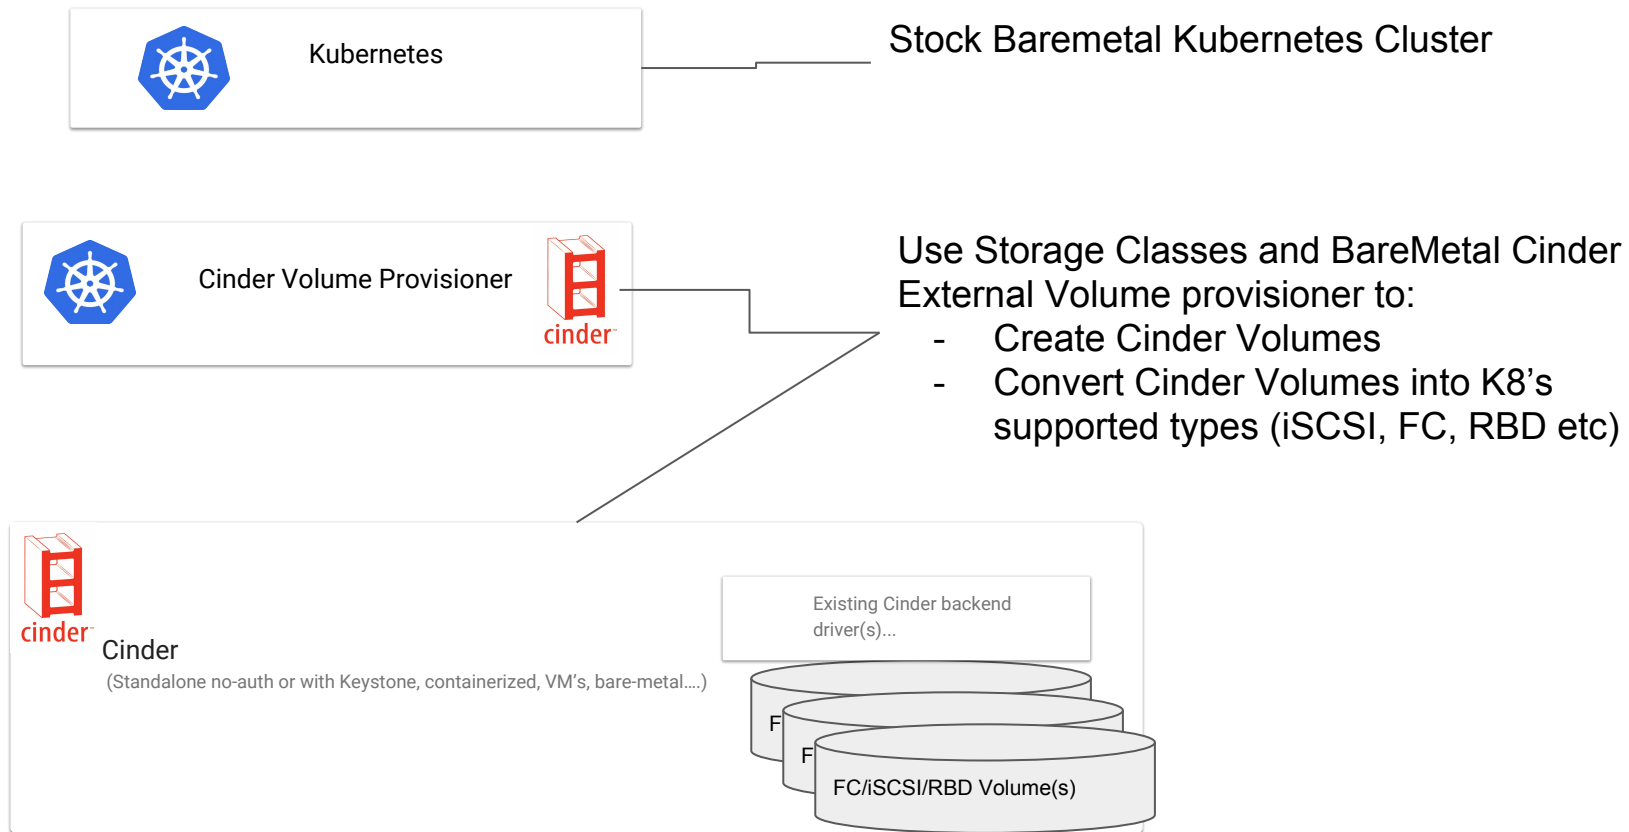 Kubernetes
Stock Baremetal Kubernetes Cluster
Cinder Volume Provisioner
cinder™
Use Storage Classes and BareMetal Cinder
External Volume provisioner to:
- Create Cinder Volumes
- Convert Cinder Volumes into K8’s
supported types (iSCSI, FC, RBD etc)
cinder™
Cinder
(Standalone no-auth or with Keystone, containerized, VM’s, bare-metal....)
Existing Cinder backend
driver(s)...
F
F
FC/iSCSI/RBD Volume(s)